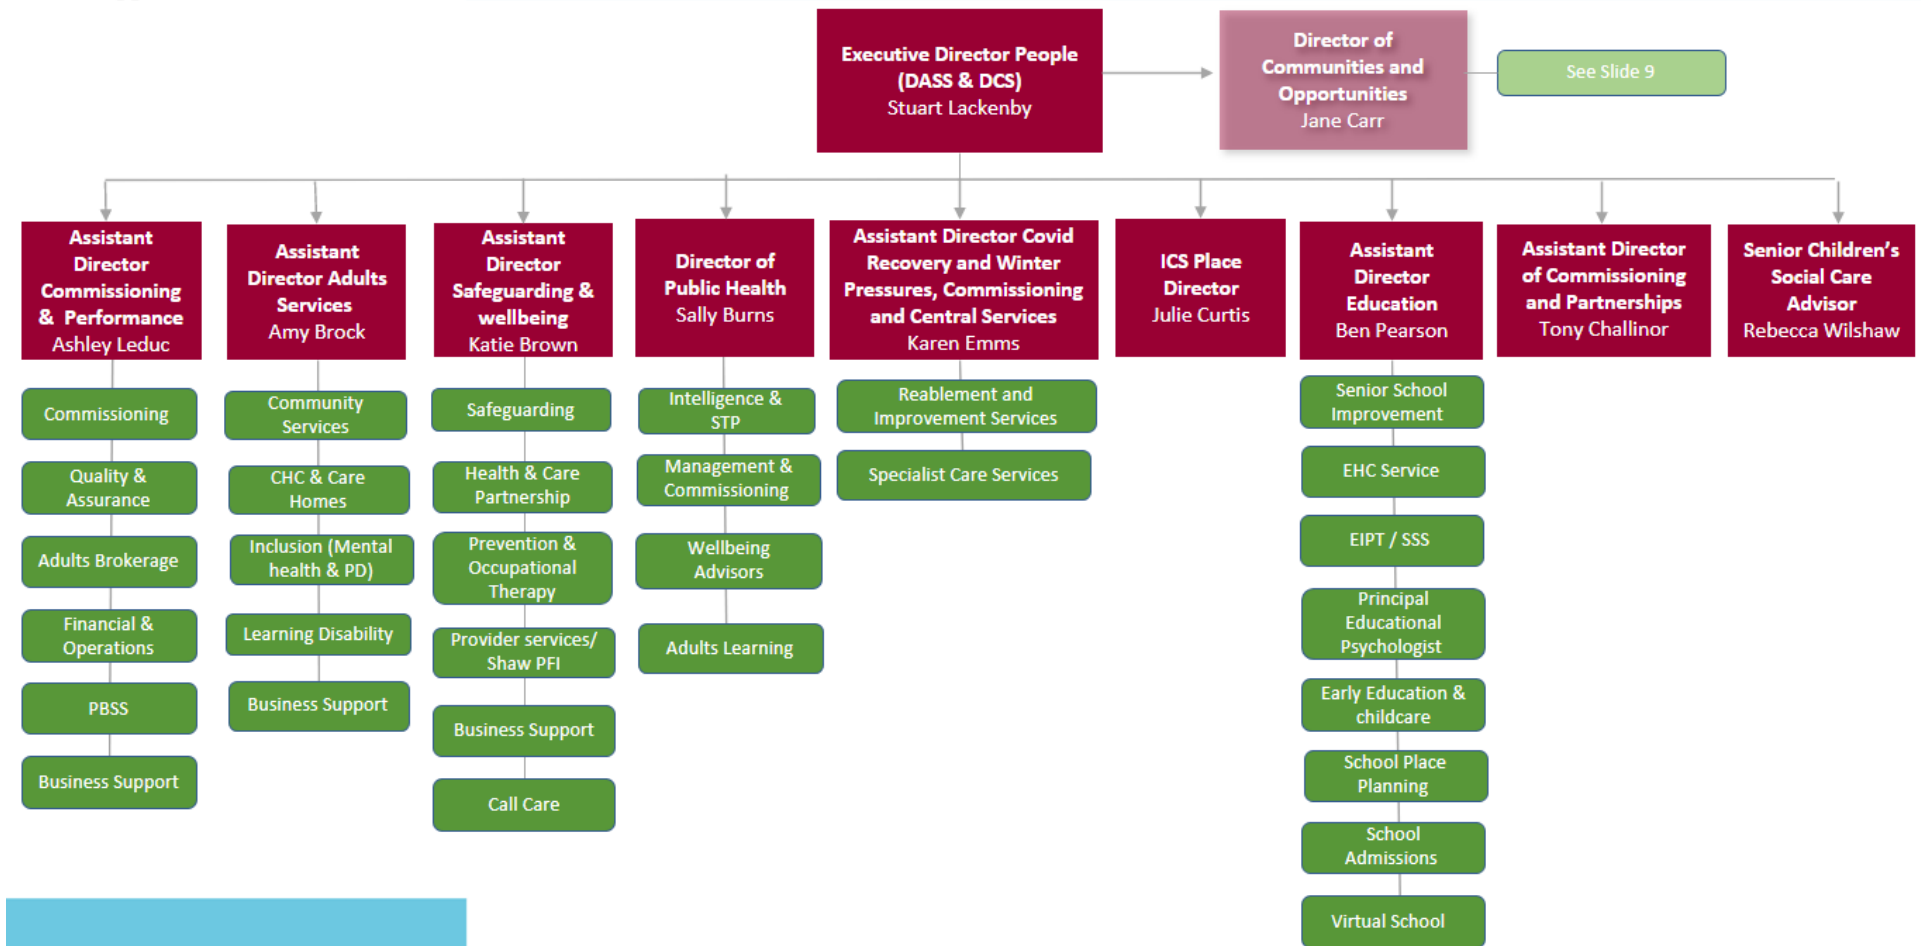 Executive Director People
(DASS & DCS)
Stuart Lackenby
Director of
Communities and
Opportunities
Jane Carr
See Slide 9
Assistant
Director
Commissioning
& Performance
Ashley Leduc
Commissioning
Quality &
Assurance
Adults Brokerage
Financial &
Operations
PBSS
Business Support
Assistant
Director Adults
Services
Amy Brock
Community
Services
CHC & Care
Homes
Inclusion (Mental
health & PD)
Learning Disability
Business Support
Assistant
Director
Safeguarding &
wellbeing
Katie Brown
Safeguarding
Health & Care
Partnership
Prevention &
Occupational
Therapy
Provider services/
Shaw PFI
Business Support
Call Care
Director of
Public Health
Sally Burns
Intelligence &
STP
Management &
Commissioning
Wellbeing
Advisors
Adults Learning
Assistant Director Covid
Recovery and Winter
Pressures, Commissioning
and Central Services
Karen Emms
Reablement and
Improvement Services
Specialist Care Services
ICS Place
Director
Julie Curtis
Assistant
Director
Education
Ben Pearson
Senior School
Improvement
EHC Service
EIPT / SSS
Principal
Educational
Psychologist
Early Education &
childcare
School Place
Planning
School
Admissions
Virtual School
Assistant Director
of Commissioning
and Partnerships
Tony Challinor
Senior Children's
Social Care
Advisor
Rebecca Wilshaw